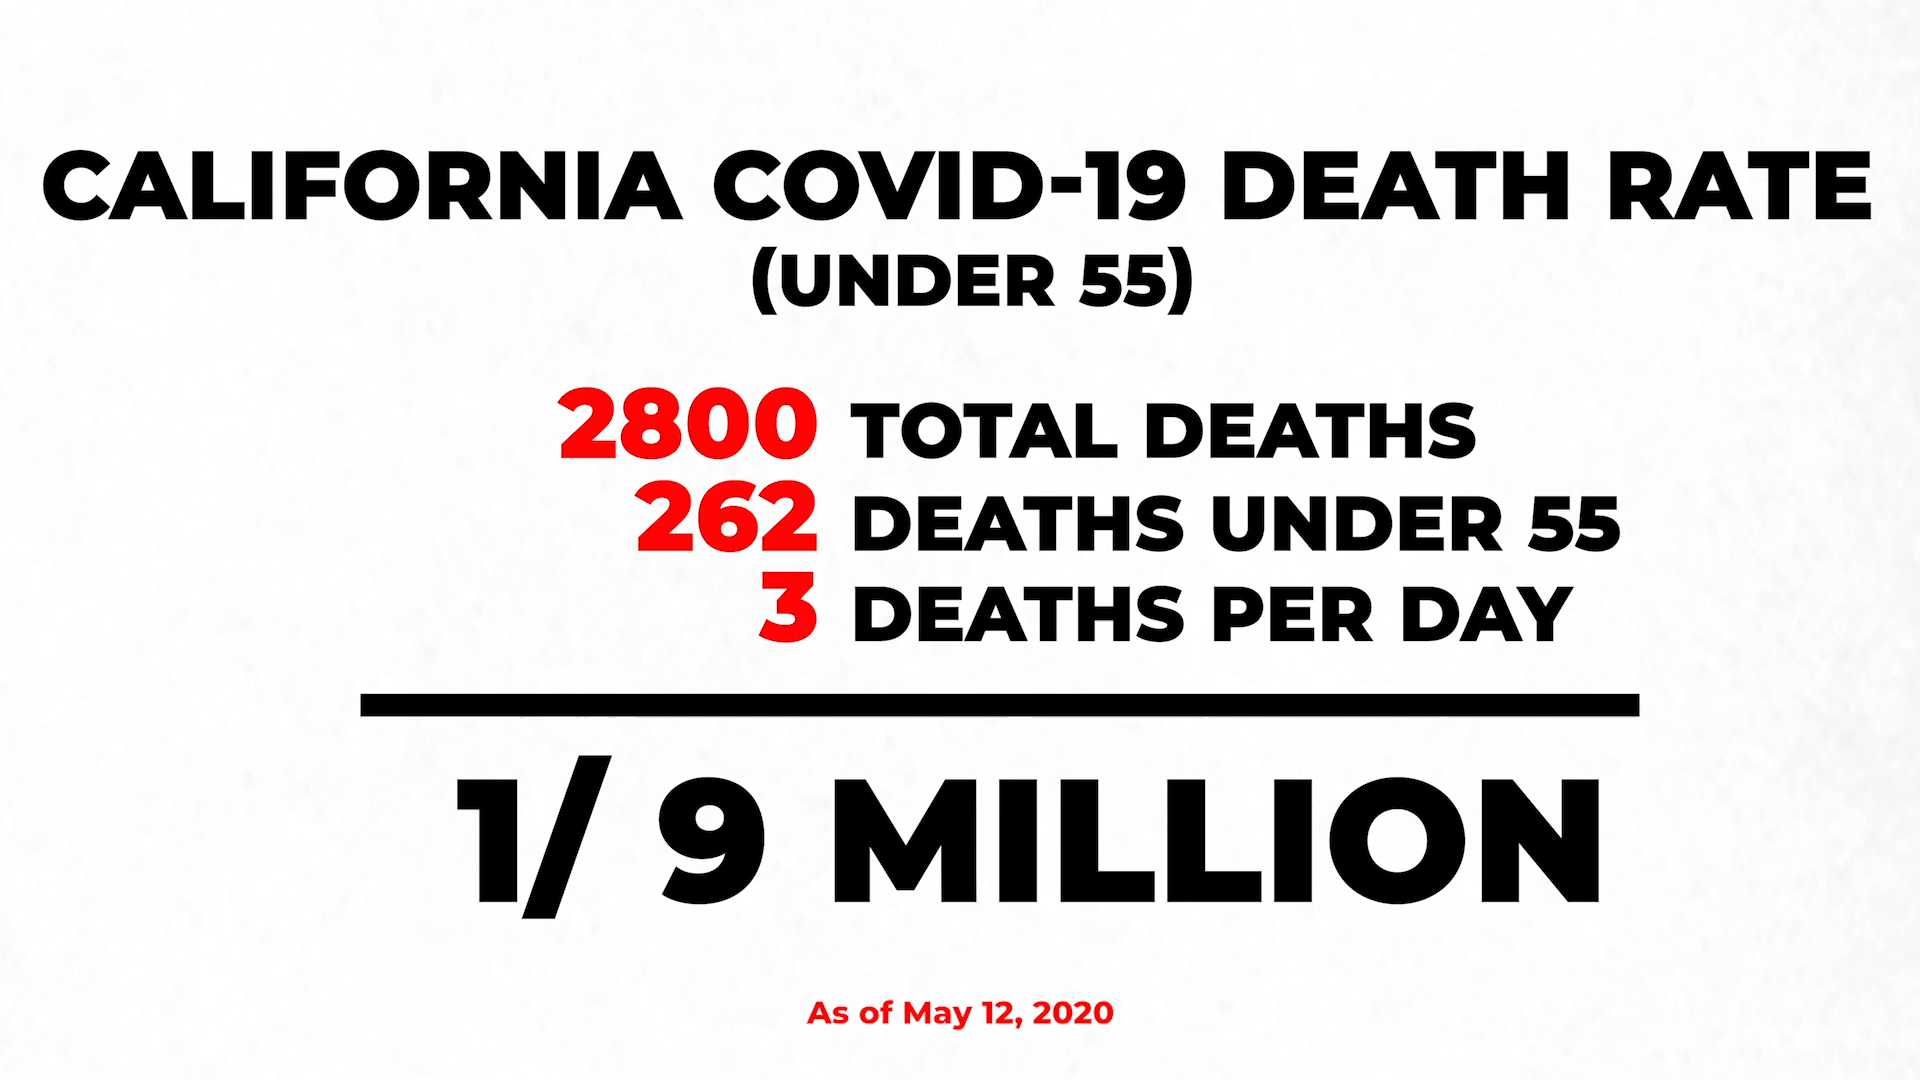 CALIFORNIA COVID-19 DEATH RATE
(UNDER 55)
2800 TOTAL DEATHS
262 DEATHS UNDER 55
3 DEATHS PER DAY
1/ 9 MILLION
As of May 12, 2020